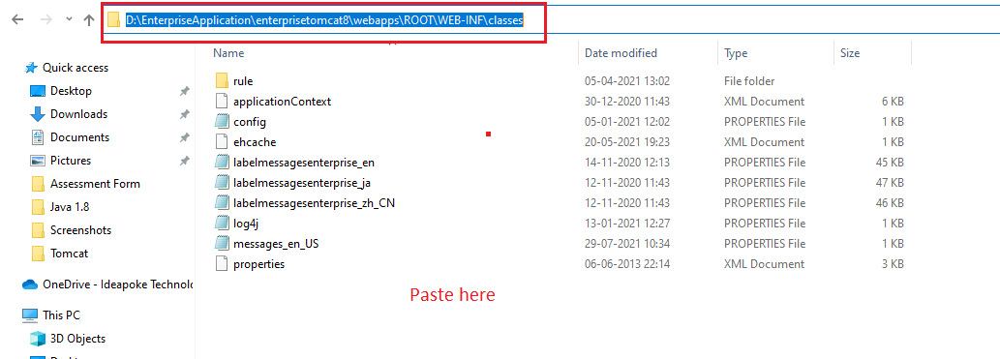 D:\EnterpriseApplication\enterprisetomcat8\webapps\ROOT\WEB-INF\classes
Name Date modified Type Size
Quick access
Desktop
Downloads
Documents
Pictures
Assessment Form
Java 1.8
Screenshots
Tomcat
OneDrive - Ideapoke Technolo
This PC
3D Objects
rule 05-04-2021 13:02 File folder
applicationContext 30-12-2020 11:43 XML Document 6 KB
config 05-01-2021 12:02 PROPERTIES File 1 KB
ehcache 20-05-2021 19:23 XML Document 1 KB
labelmessagesenterprise_en 14-11-2020 12:13 PROPERTIES File 45 KB
labelmessagesenterprise_ja 12-11-2020 11:43 PROPERTIES File 47 KB
labelmessagesenterprise_zh_CN 12-11-2020 11:43 PROPERTIES File 46 KB
log4j 13-01-2021 12:27 PROPERTIES File 1 KB
messages_en_US 29-07-2021 10:34 PROPERTIES File 1 KB
properties 06-06-2013 22:14 XML Document 3 KB
Paste here